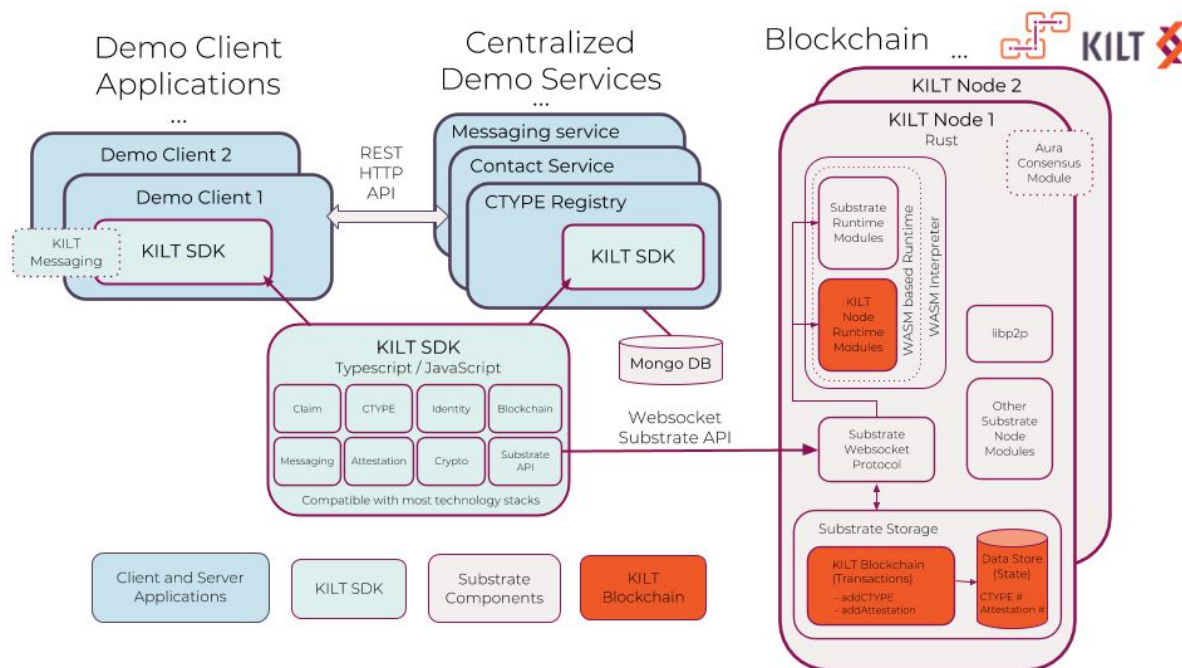 Demo Client
Applications
...
Demo Client 2
Demo Client 1
KILT
Messaging
KILT SDK
REST
HTTP
API
Centralized
Demo Services
...
Messaging service
Contact Service
CTYPE Registry
KILT SDK
Mongo DB
KILT SDK
Typescript / JavaScript
Claim
CTYPE
Identity
Blockchain
Messaging
Attestation
Crypto
Substrate
API
Compatible with most technology stacks
Websocket
Substrate API
Blockchain
...
KILT
KILT Node 2
KILT Node 1
Rust
Aura
Consensus
Module
Substrate
Runtime
Modules
KILT
Node
Runtime
Modules
WASM based Runtime
WASM Interpreter
libp2p
Other
Substrate
Node
Modules
Substrate
Websocket
Protocol
Substrate Storage
KILT Blockchain
(Transactions)
- addCTYPE
- addAttestation
Data Store
(State)
CTYPE #
Attestation #
Client and Server
Applications
KILT SDK
Substrate
Components
KILT
Blockchain